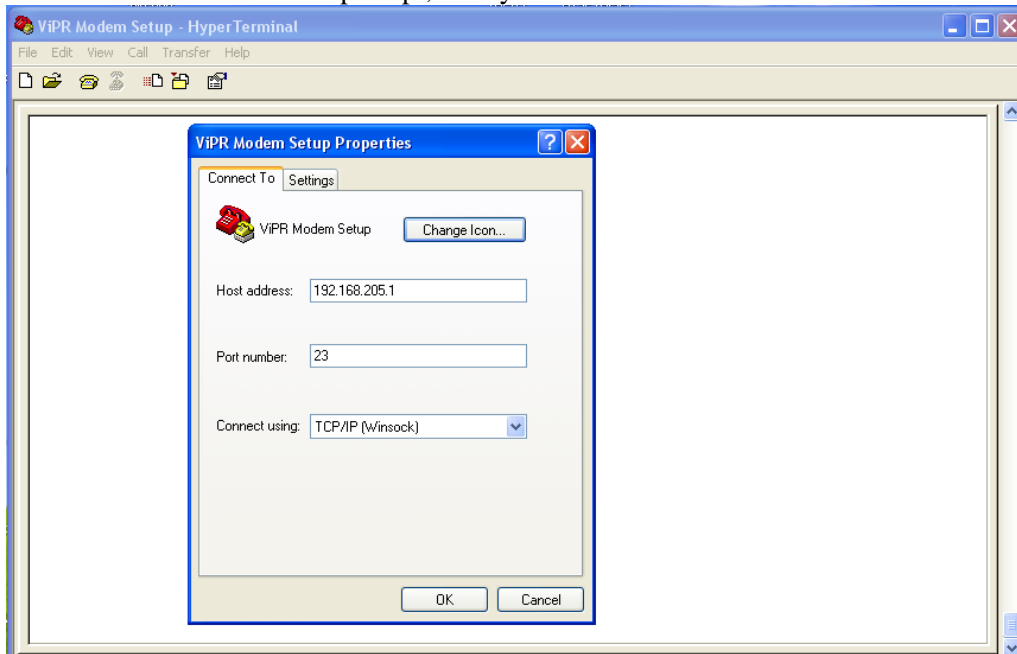 ViPR Modem Setup - HyperTerminal
File Edit View Call Transfer Help
ViPR Modem Setup Properties
Connect To Settings
ViPR Modem Setup Change Icon...
Host address: 192.168.205.1
Port number: 23
Connect using: TCP/IP (Winsock)
OK Cancel